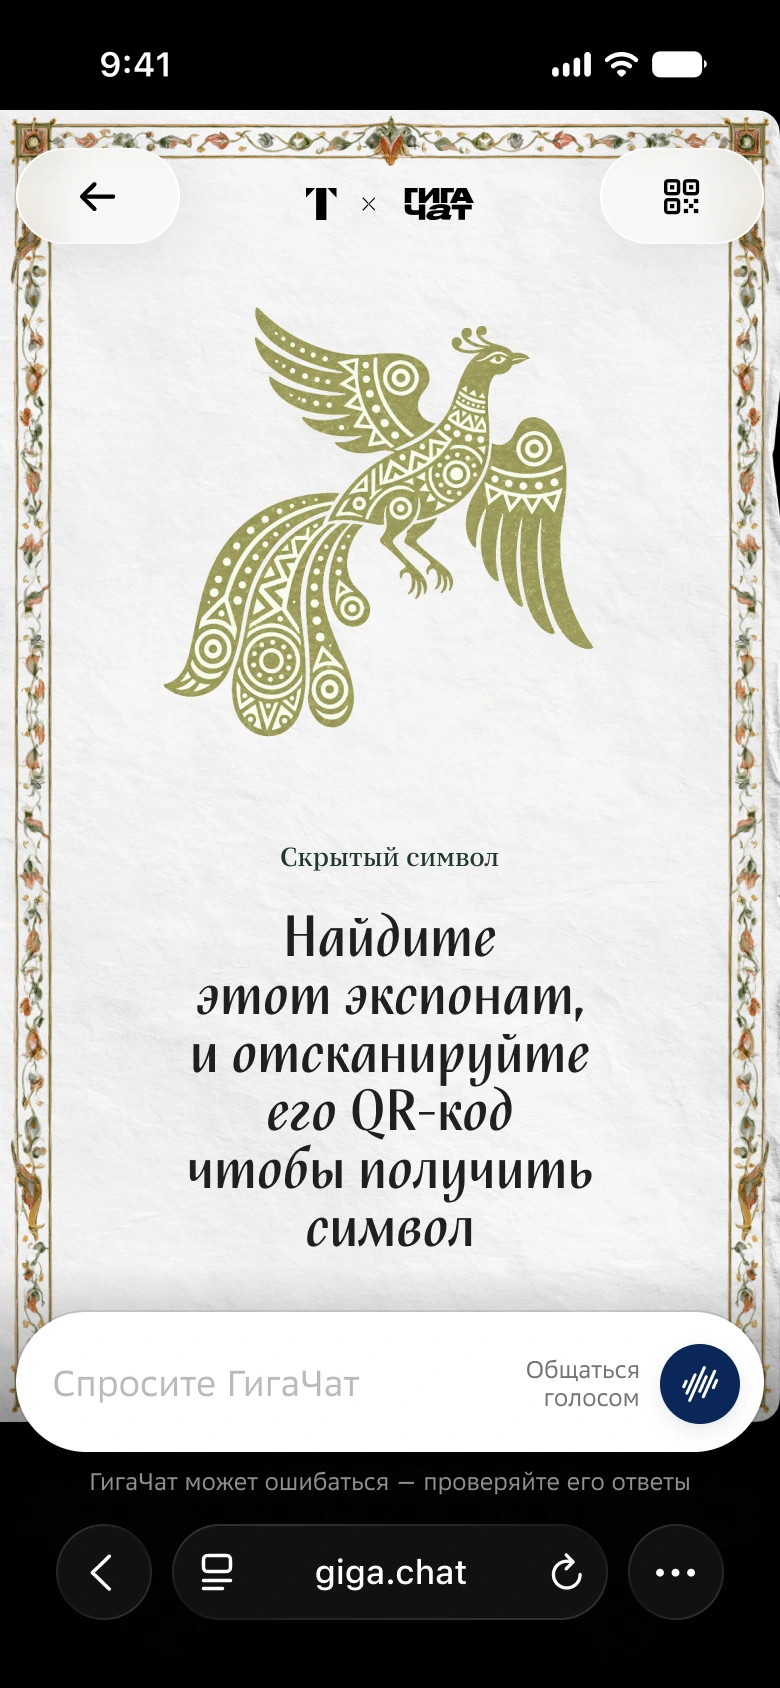 9:41
Т × ГИГА
ЧАТ
Скрытый символ
Найдите
этот экспонат,
и отсканируйте
его QR-код
чтобы получить
символ
Спросите ГигаЧат
Общаться
голосом
ГигаЧат может ошибаться — проверяйте его ответы
giga.chat